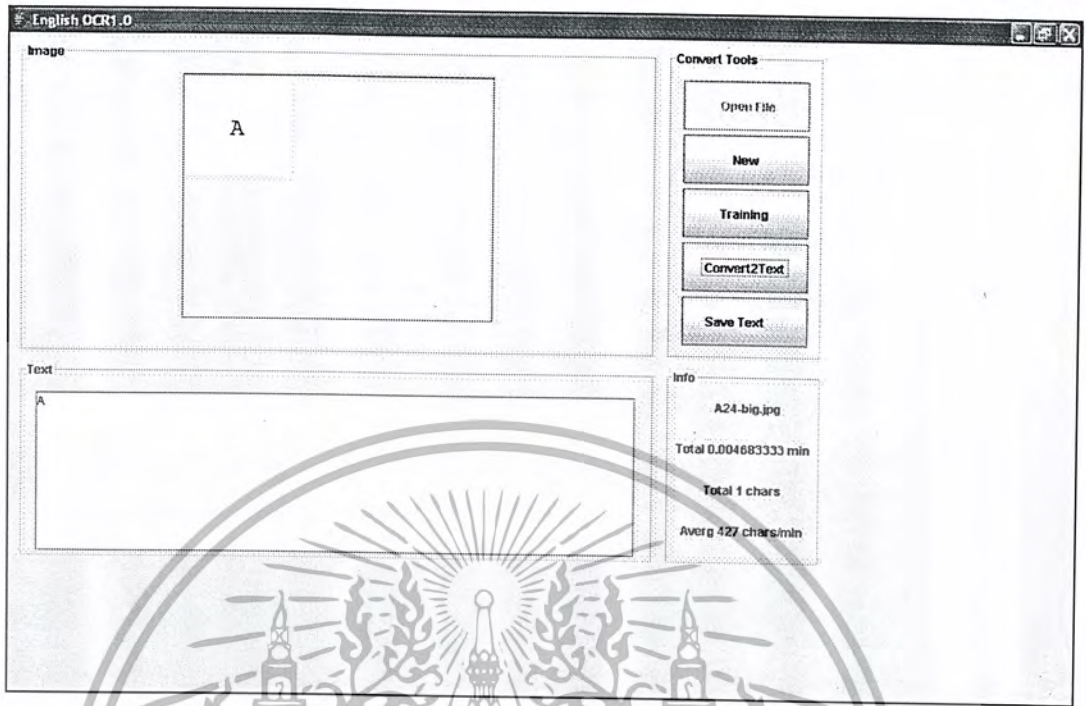 English OCR1.0
Image
A
Convert Tools
Open File
New
Training
Convert2Text
Save Text
Text
A
Info
A24-big.jpg
Total 0.004683333 min
Total 1 chars
Averg 427 chars/min